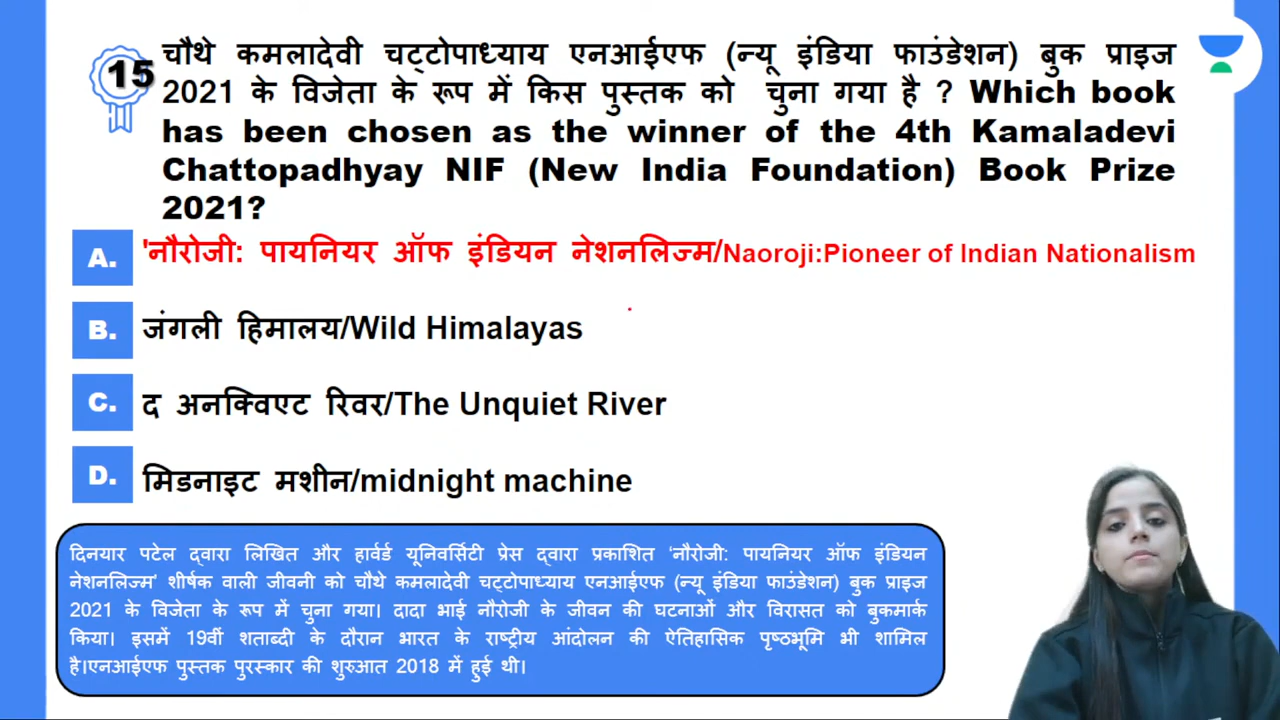 15
चौथे कमलादेवी चट्टोपाध्याय एनआईएफ (न्यू इंडिया फाउंडेशन) बुक प्राइज
2021 के विजेता के रूप में किस पुस्तक को चुना गया है ? Which book
has been chosen as the winner of the 4th Kamaladevi
Chattopadhyay NIF (New India Foundation) Book Prize
2021?
A. 'नौरोजी: पायनियर ऑफ इंडियन नेशनलिज्म/Naoroji:Pioneer of Indian Nationalism
B. जंगली हिमालय/Wild Himalayas
C. द अनक्विएट रिवर/The Unquiet River
D. मिडनाइट मशीन/midnight machine
दिनयार पटेल द्वारा लिखित और हार्वर्ड यूनिवर्सिटी प्रेस द्वारा प्रकाशित ‘नौरोजी: पायनियर ऑफ इंडियन
नेशनलिज्म’ शीर्षक वाली जीवनी को चौथे कमलादेवी चट्टोपाध्याय एनआईएफ (न्यू इंडिया फाउंडेशन) बुक प्राइज
2021 के विजेता के रूप में चुना गया। दादा भाई नौरोजी के जीवन की घटनाओं और विरासत को बुकमार्क
किया। इसमें 19वीं शताब्दी के दौरान भारत के राष्ट्रीय आंदोलन की ऐतिहासिक पृष्ठभूमि भी शामिल
है।एनआईएफ पुस्तक पुरस्कार की शुरुआत 2018 में हुई थी।